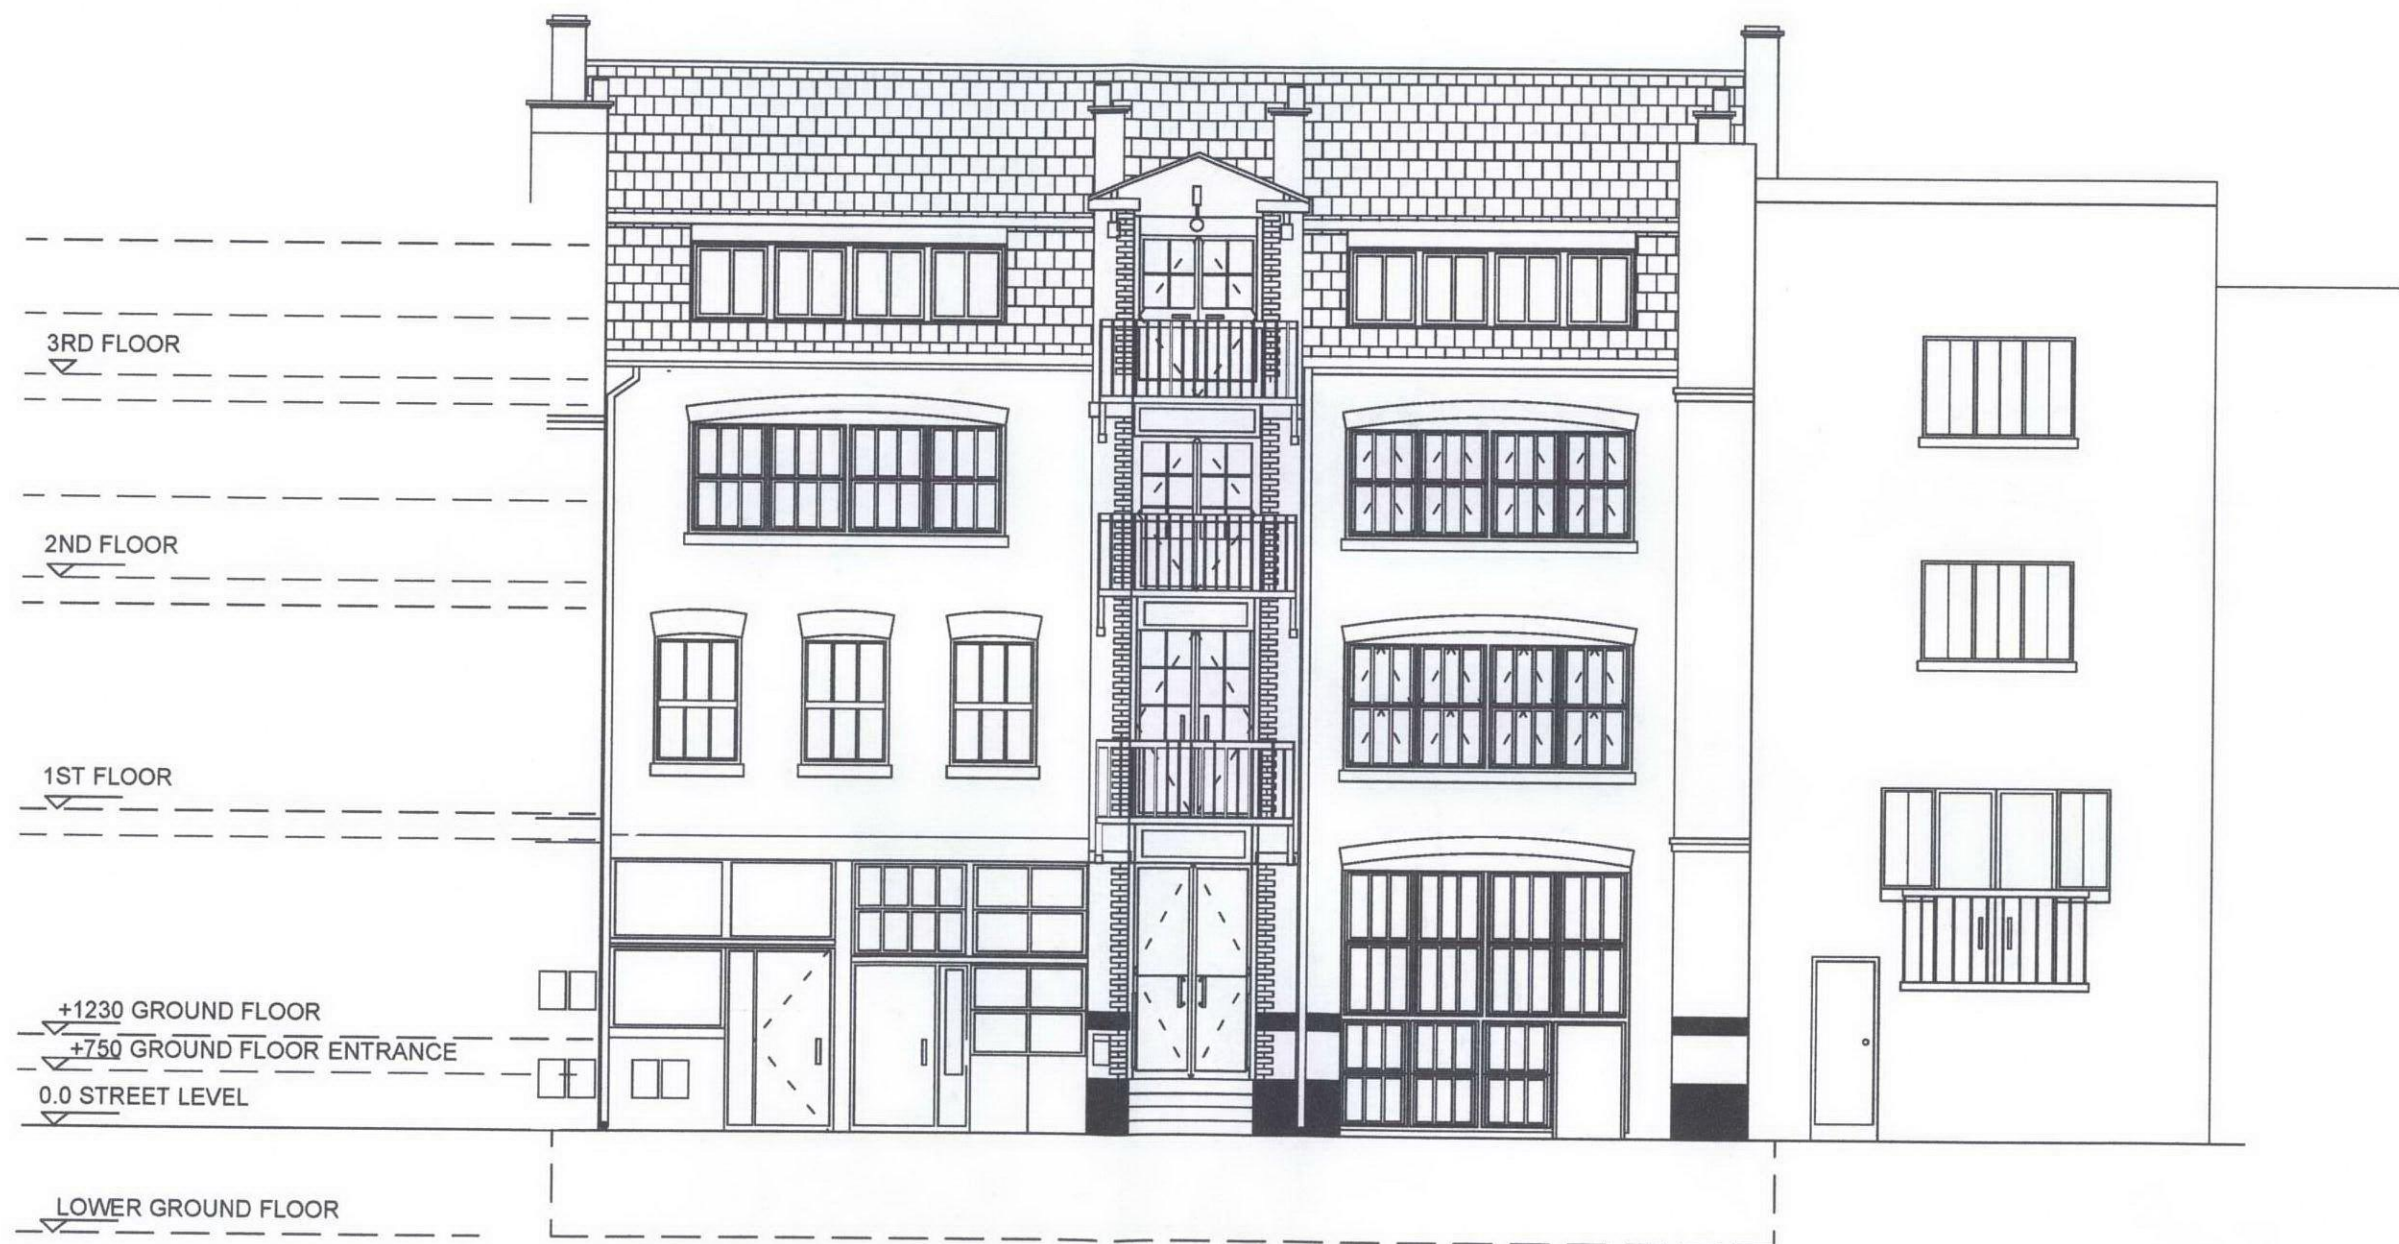 3RD FLOOR
2ND FLOOR
1ST FLOOR
+1230 GROUND FLOOR
+750 GROUND FLOOR ENTRANCE
0.0 STREET LEVEL
LOWER GROUND FLOOR